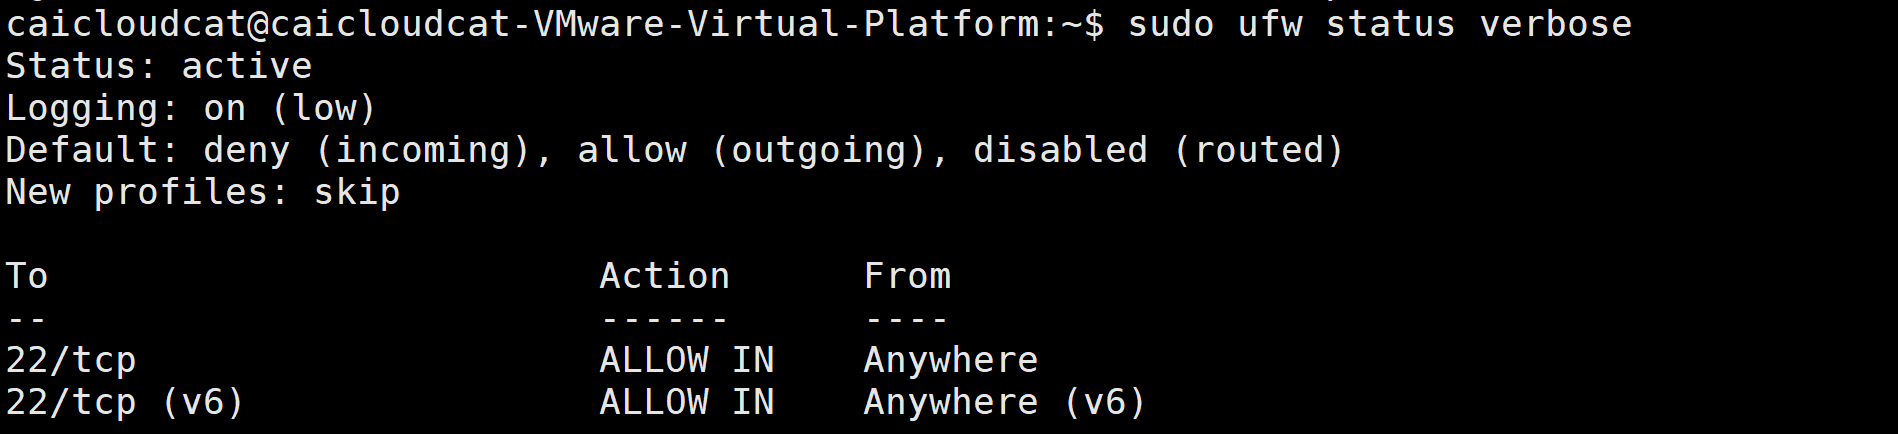 caicloudcat@caicloudcat-VMware-Virtual-Platform:~$ sudo ufw status verbose
Status: active
Logging: on (low)
Default: deny (incoming), allow (outgoing), disabled (routed)
New profiles: skip
To                         Action      From
--                         ------      ----
22/tcp                     ALLOW IN    Anywhere
22/tcp (v6)                ALLOW IN    Anywhere (v6)